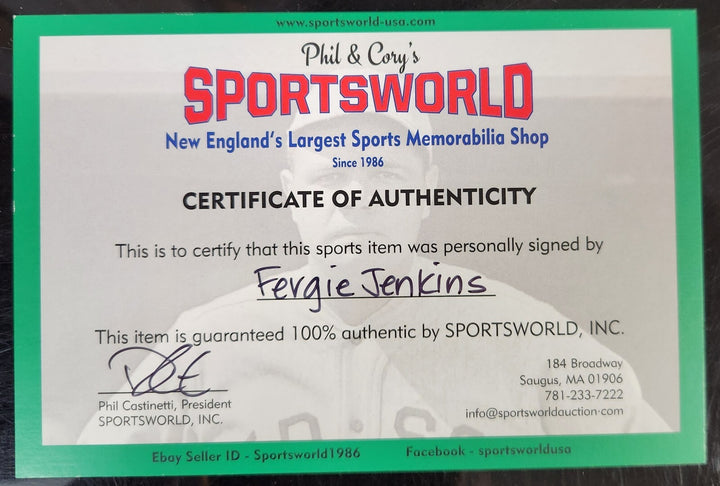 www.sportsworld-usa.com
Phil & Cory's
SPORTSWORLD
New England's Largest Sports Memorabilia Shop
Since 1986
CERTIFICATE OF AUTHENTICITY
This is to certify that this sports item was personally signed by
Fergie Jenkins
This item is guaranteed 100% authentic by SPORTSWORLD, INC.
Phil Castinetti, President
SPORTSWORLD, INC.
184 Broadway
Saugus, MA 01906
781-233-7222
info@sportsworldauction.com
Ebay Seller ID - Sportsworld1986
Facebook - sportsworldusa